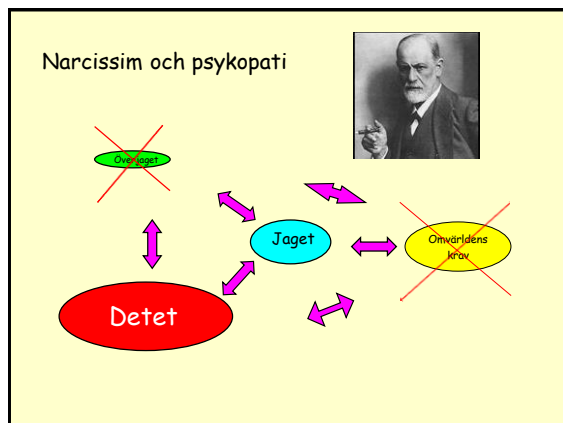 Narcissim och psykopati
Överjaget
Jaget
Omvärldens
krav
Detet